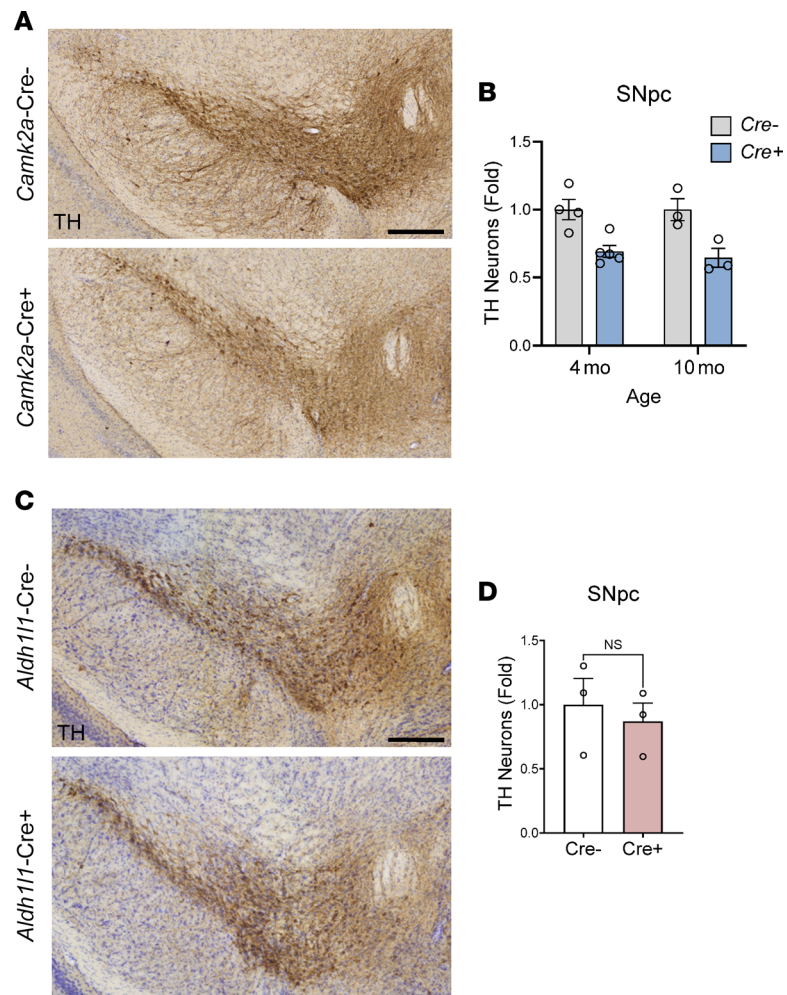 A
Camk2a-Cre-
TH
Camk2a-Cre+
B
SNpc
Cre-
Cre+
TH Neurons (Fold)
1.5
1.0
0.5
0.0
4 mo
10 mo
Age
C
Aldh1l1-Cre-
TH
Aldh1l1-Cre+
D
SNpc
TH Neurons (Fold)
1.5
1.0
0.5
0.0
NS
Cre-
Cre+